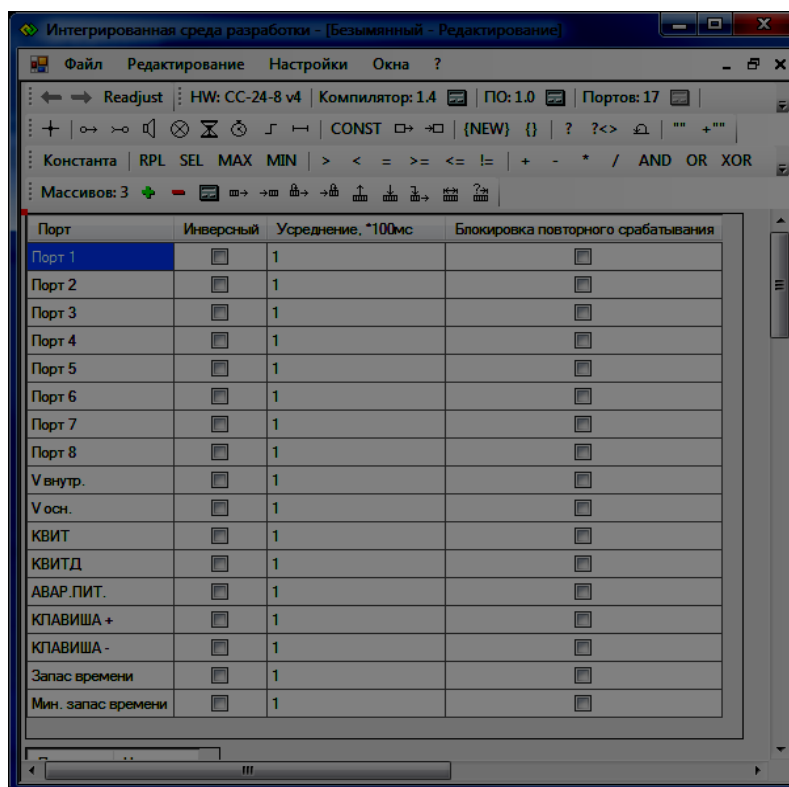 Интегрированная среда разработки - [Безымянный - Редактирование]
Файл Редактирование Настройки Окна ?
Readjust HW: CC-24-8 v4 Компилятор: 1.4 ПО: 1.0 Портов: 17
CONST {NEW} {} ? ?<> "" +""
Константа RPL SEL MAX MIN > < = >= <= != + - * / AND OR XOR
Массивов: 3
Порт Инверсный Усреднение, *100мс Блокировка повторного срабатывания
Порт 1 1
Порт 2 1
Порт 3 1
Порт 4 1
Порт 5 1
Порт 6 1
Порт 7 1
Порт 8 1
V внутр. 1
V осн. 1
КВИТ 1
КВИТД 1
АВАР.ПИТ. 1
КЛАВИША + 1
КЛАВИША - 1
Запас времени 1
Мин. запас времени 1